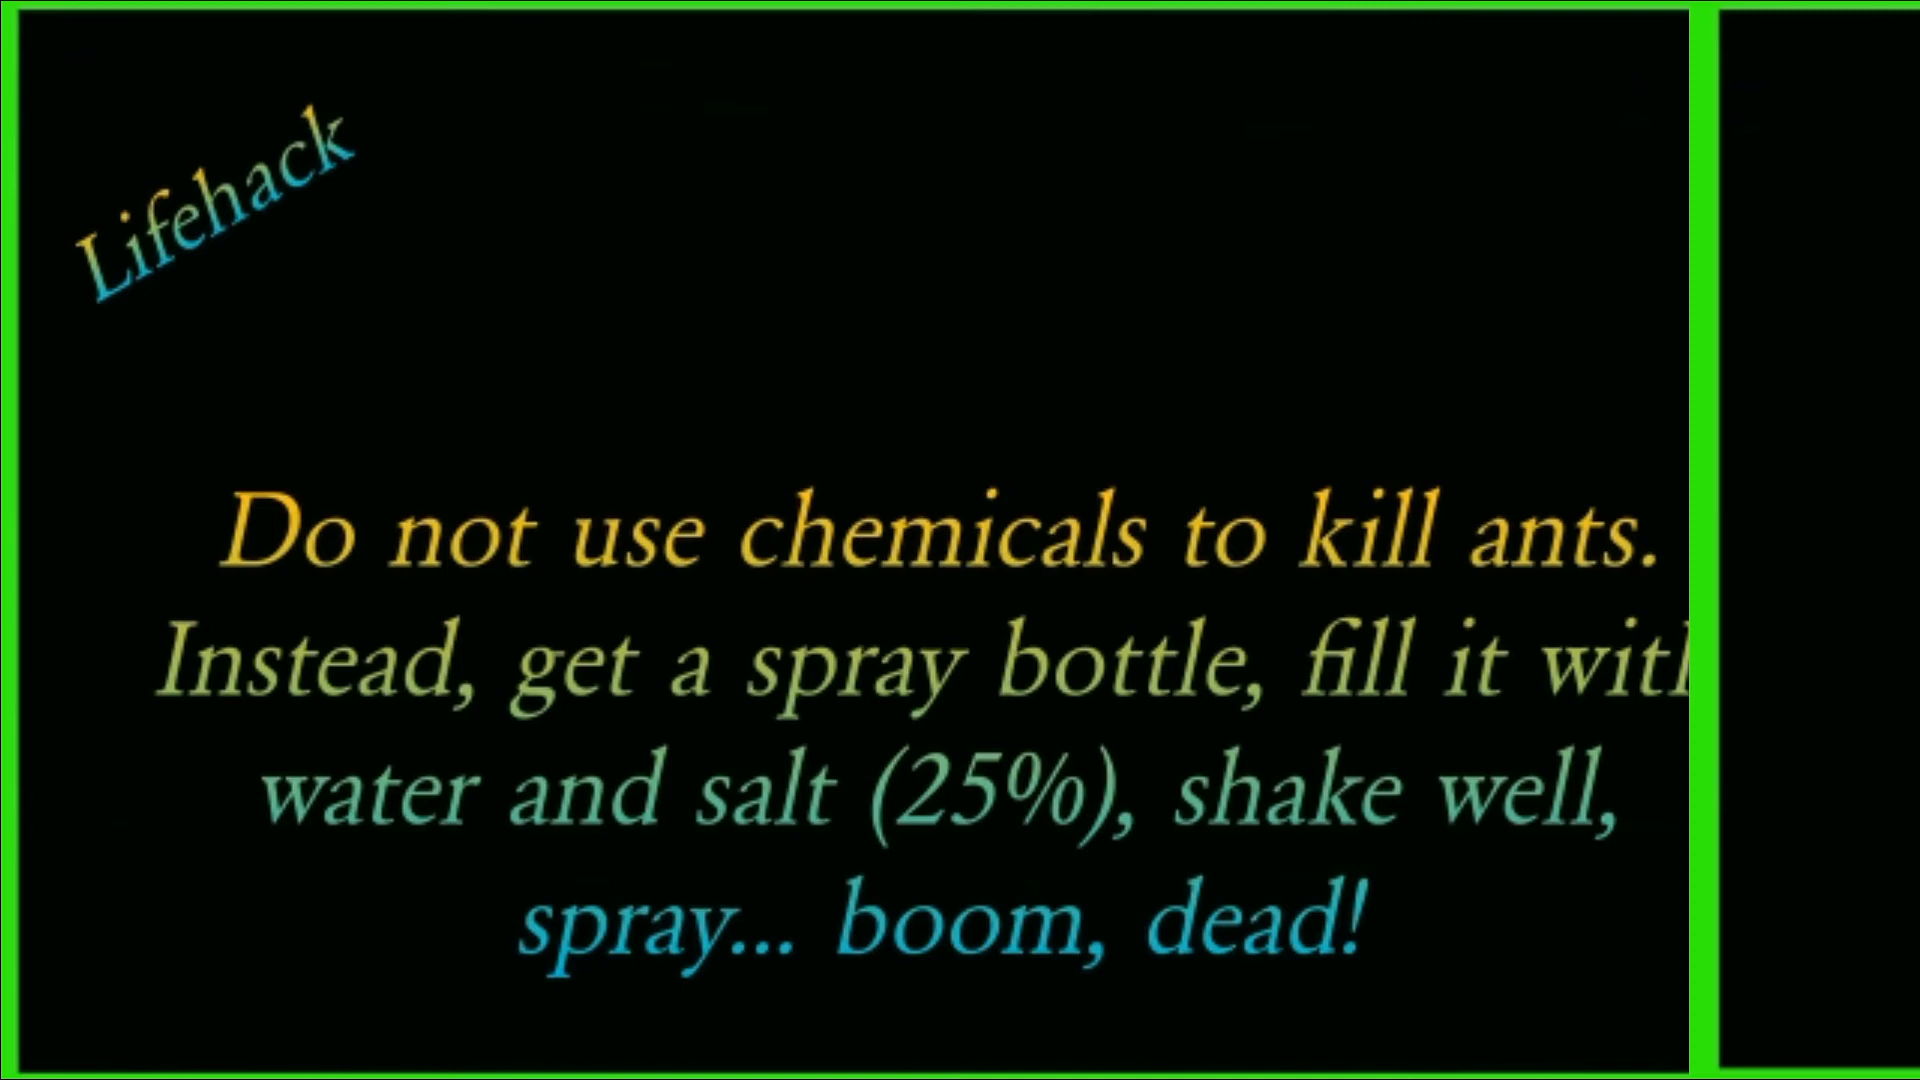 Lifehack
Do not use chemicals to kill ants.
Instead, get a spray bottle, fill it with
water and salt (25%), shake well,
spray... boom, dead!